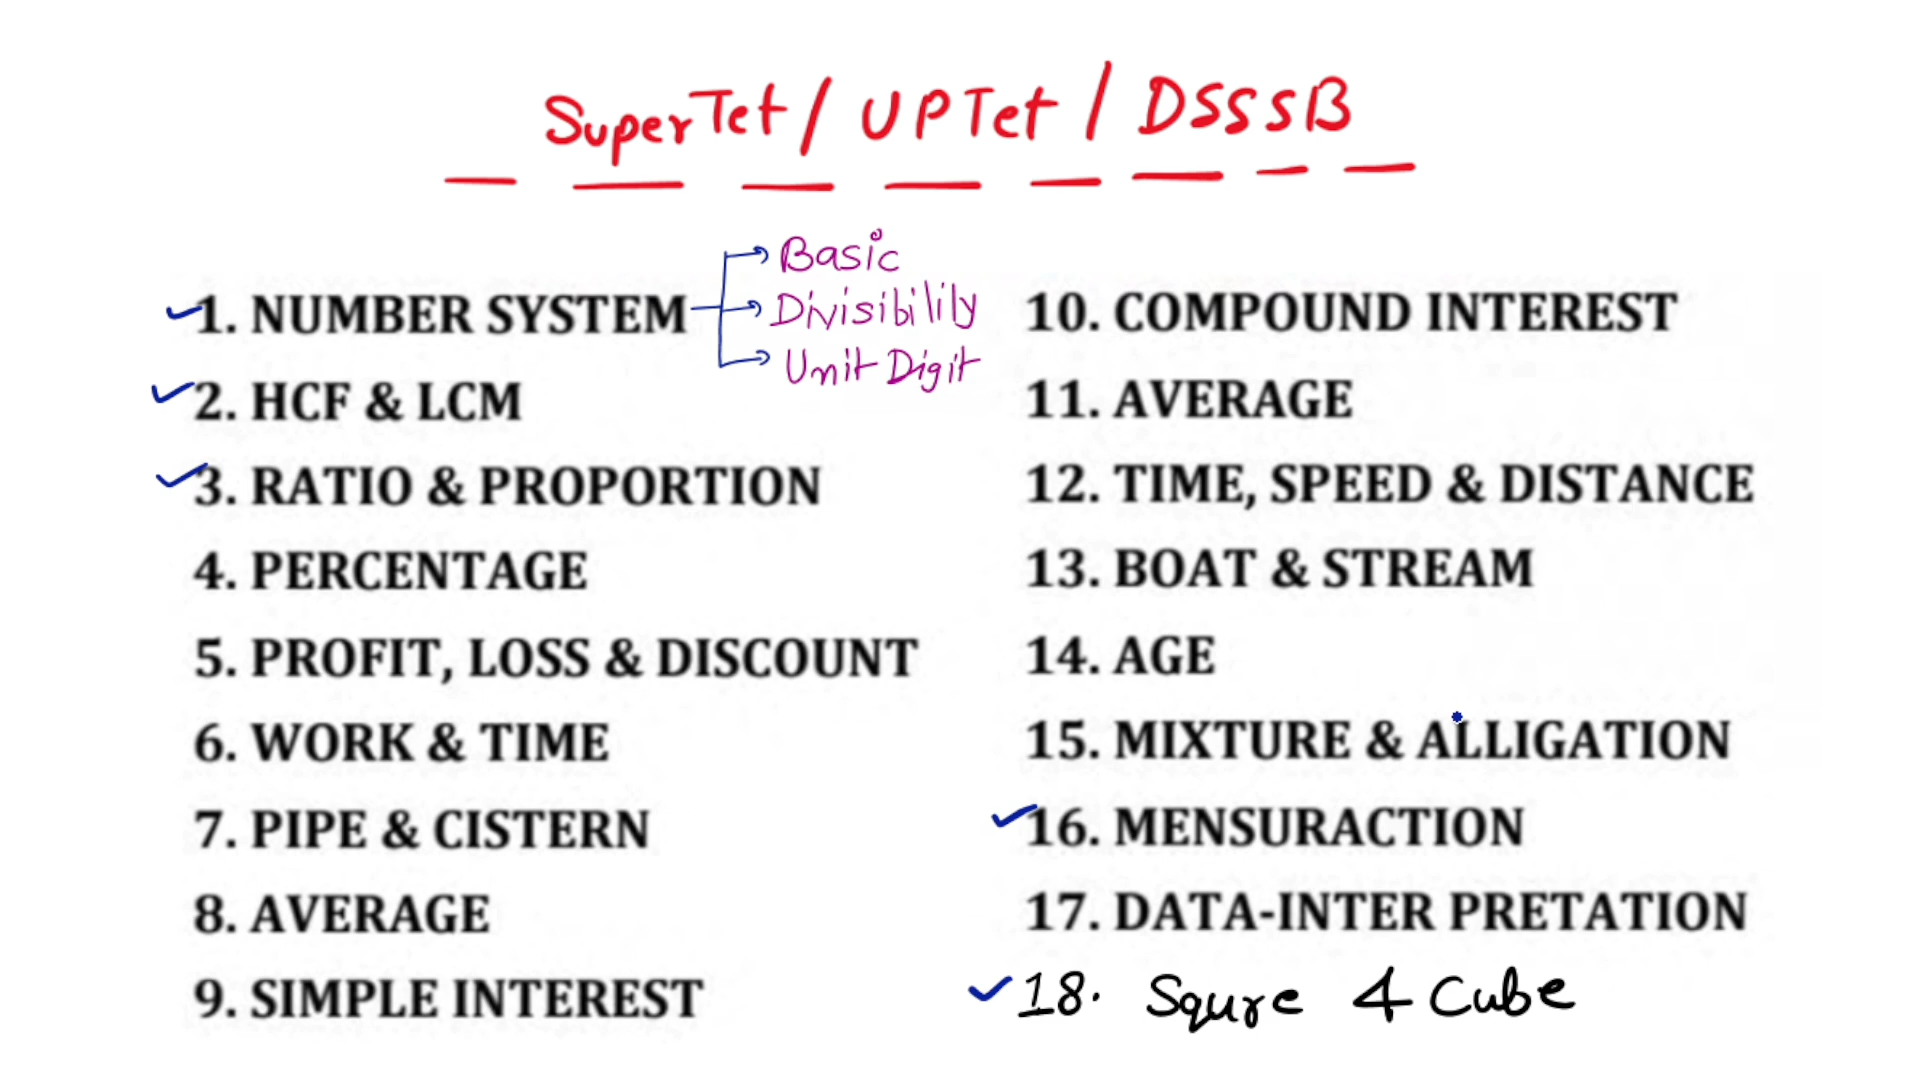 SuperTet / UPTet / DSSSB
1. NUMBER SYSTEM
Basic
Divisibility
Unit Digit
2. HCF & LCM
3. RATIO & PROPORTION
4. PERCENTAGE
5. PROFIT, LOSS & DISCOUNT
6. WORK & TIME
7. PIPE & CISTERN
8. AVERAGE
9. SIMPLE INTEREST
10. COMPOUND INTEREST
11. AVERAGE
12. TIME, SPEED & DISTANCE
13. BOAT & STREAM
14. AGE
15. MIXTURE & ALLIGATION
16. MENSURACTION
17. DATA-INTER PRETATION
18. Squre & Cube